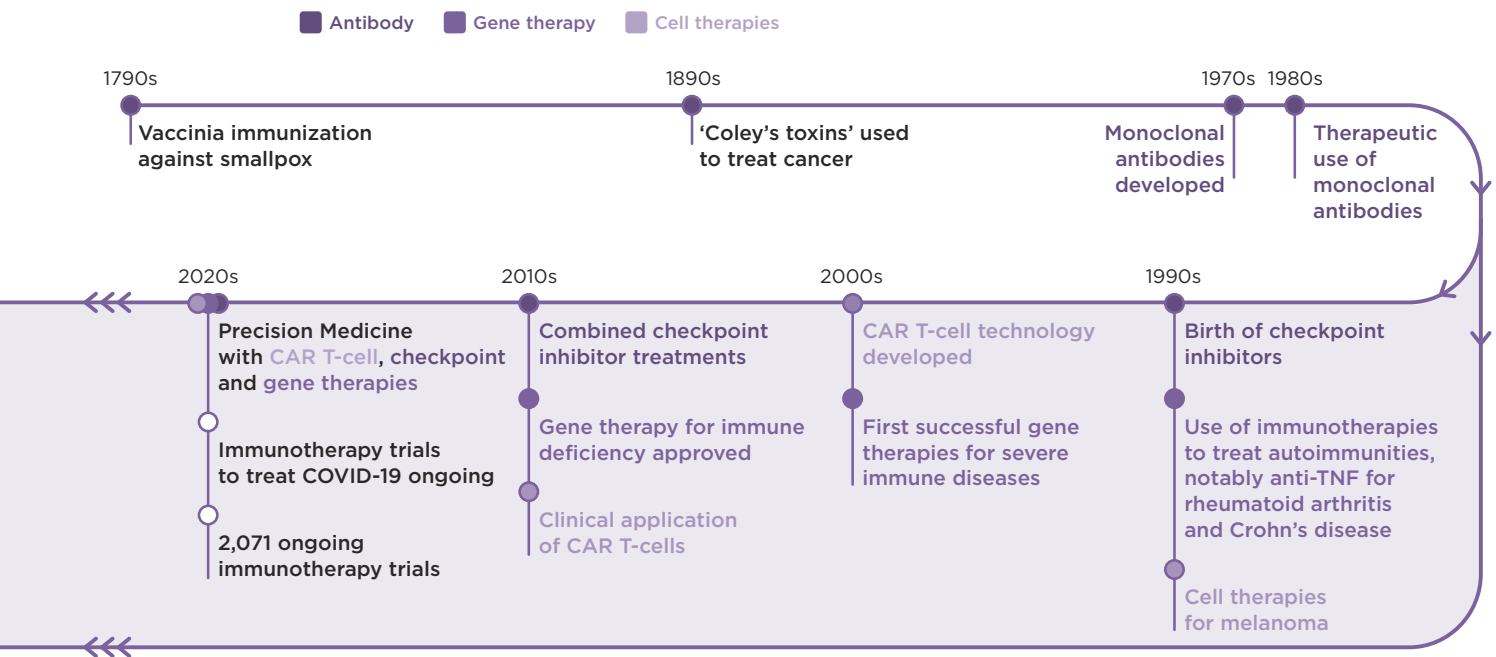 Antibody
Gene therapy
Cell therapies
1790s
Vaccinia immunization
against smallpox
1890s
‘Coley’s toxins’ used
to treat cancer
1970s
Monoclonal
antibodies
developed
1980s
Therapeutic
use of
monoclonal
antibodies
2020s
Precision Medicine
with CAR T-cell, checkpoint
and gene therapies
Immunotherapy trials
to treat COVID-19 ongoing
2,071 ongoing
immunotherapy trials
2010s
Combined checkpoint
inhibitor treatments
Gene therapy for immune
deficiency approved
Clinical application
of CAR T-cells
2000s
CAR T-cell technology
developed
First successful gene
therapies for severe
immune diseases
1990s
Birth of checkpoint
inhibitors
Use of immunotherapies
to treat autoimmunities,
notably anti-TNF for
rheumatoid arthritis
and Crohn’s disease
Cell therapies
for melanoma